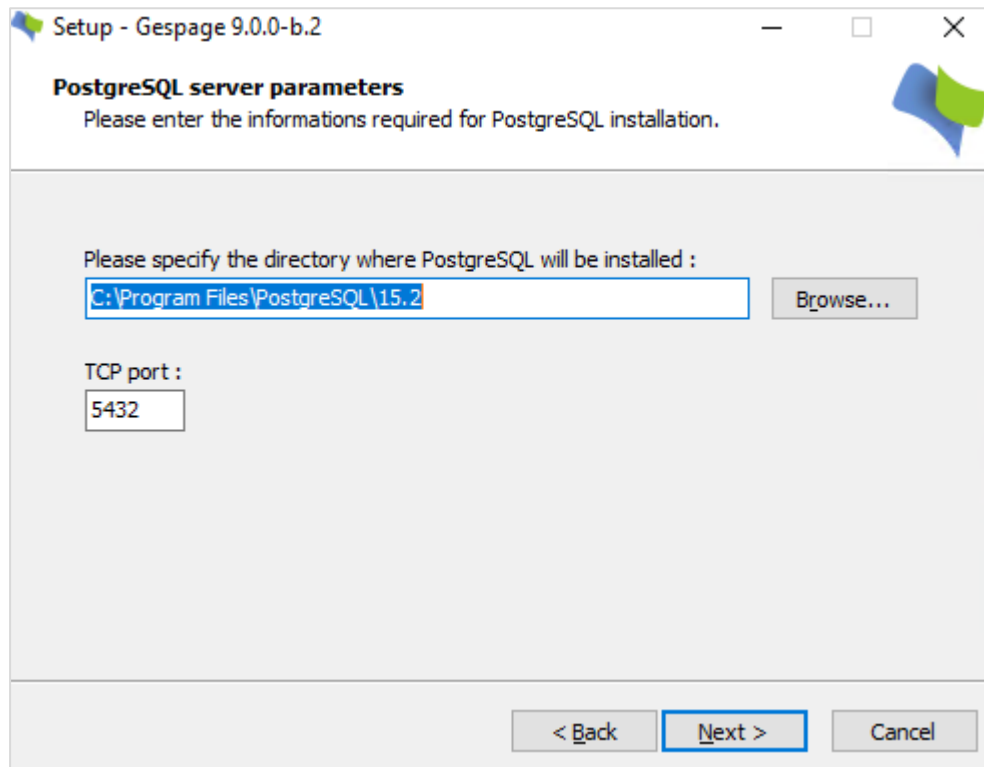 Setup - Gespage 9.0.0-b.2
PostgreSQL server parameters
Please enter the informations required for PostgreSQL installation.
Please specify the directory where PostgreSQL will be installed :
C:\Program Files\PostgreSQL\15.2
Browse...
TCP port :
5432
< Back Next > Cancel